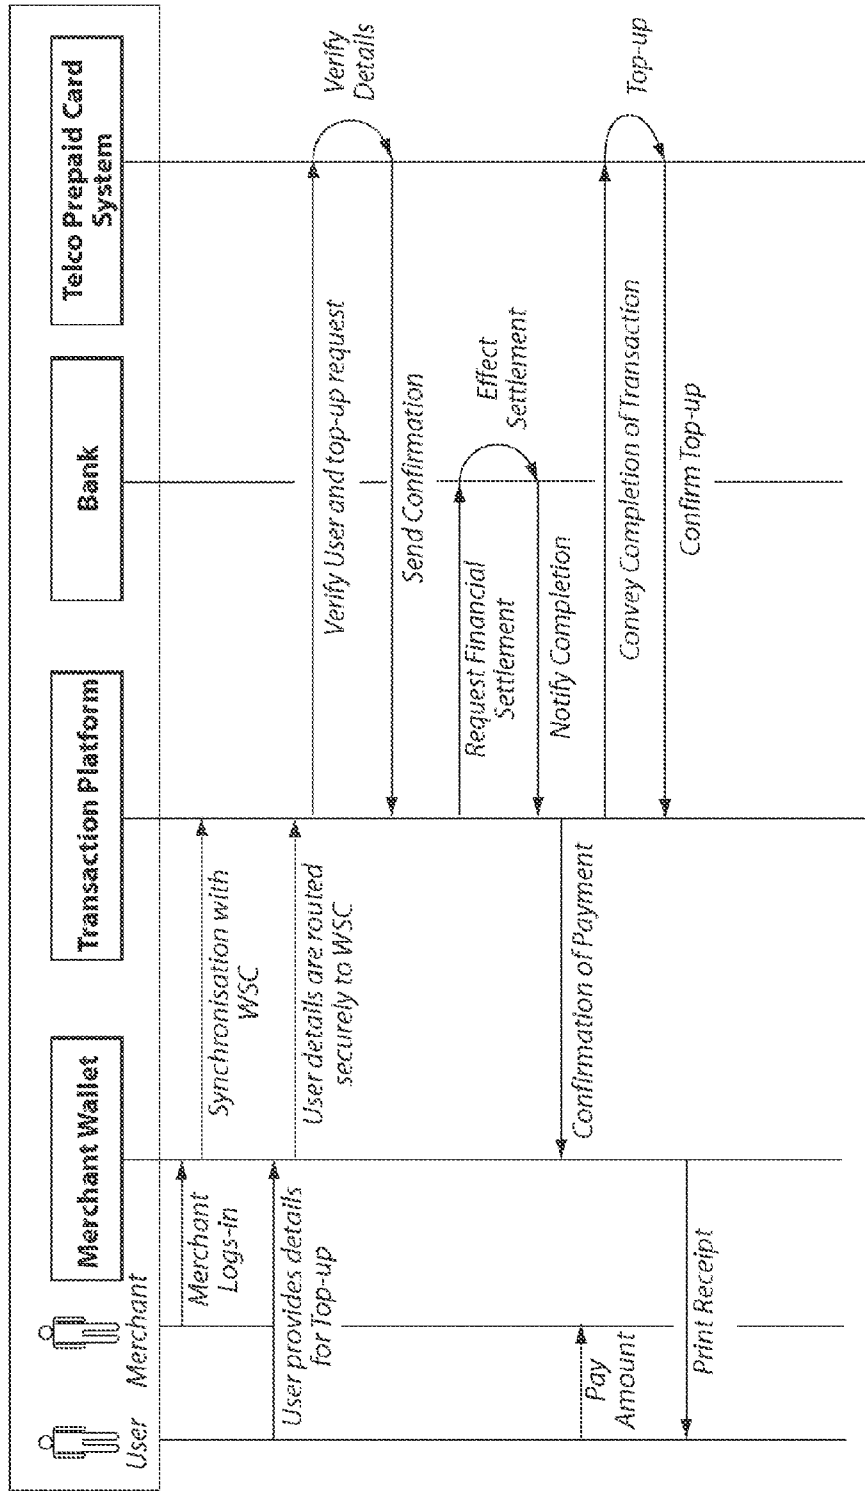 User
Merchant
Merchant Wallet
Transaction Platform
Bank
Telco Prepaid Card
System
Merchant
Logs-in
Synchronisation with
WSC
User provides details
for Top-up
User details are routed
securely to WSC
Verify User and top-up request
Verify
Details
Send Confirmation
Request Financial
Settlement
Effect
Settlement
Notify Completion
Confirmation of Payment
Pay
Amount
Convey Completion of Transaction
Top-up
Confirm Top-up
Print Receipt